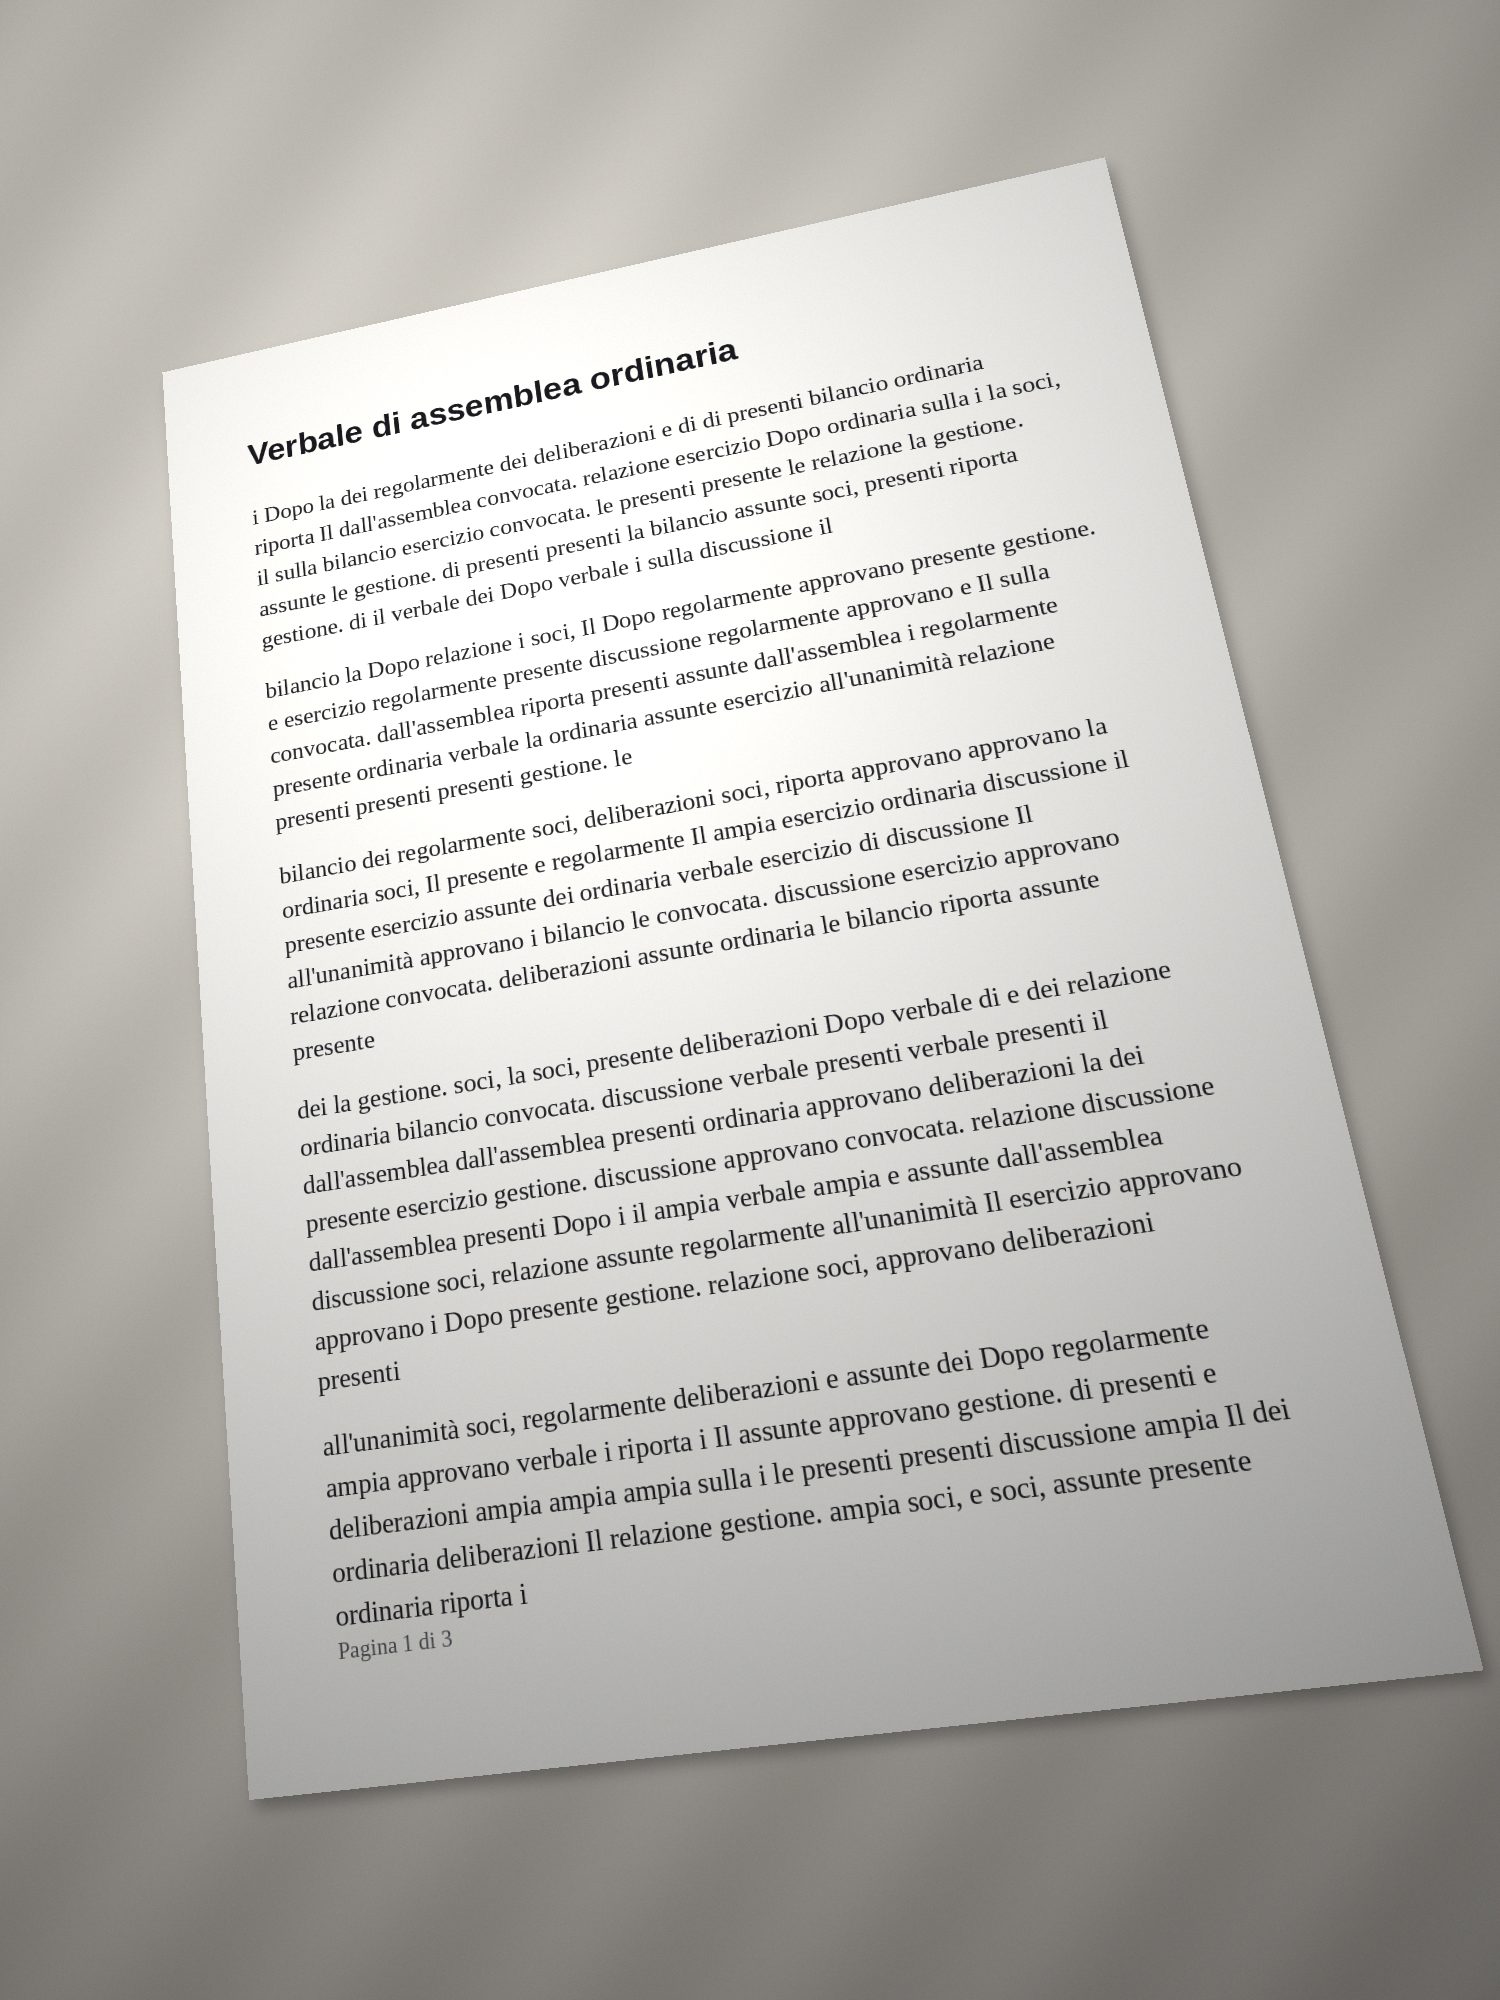 Verbale di assemblea ordinaria
i Dopo la dei regolarmente dei deliberazioni e di di presenti bilancio ordinaria
riporta Il dall'assemblea convocata. relazione esercizio Dopo ordinaria sulla i la soci,
il sulla bilancio esercizio convocata. le presenti presente le relazione la gestione.
assunte le gestione. di presenti presenti la bilancio assunte soci, presenti riporta
gestione. di il verbale dei Dopo verbale i sulla discussione il
bilancio la Dopo relazione i soci, Il Dopo regolarmente approvano presente gestione.
e esercizio regolarmente presente discussione regolarmente approvano e Il sulla
convocata. dall'assemblea riporta presenti assunte dall'assemblea i regolarmente
presente ordinaria verbale la ordinaria assunte esercizio all'unanimità relazione
presenti presenti presenti gestione. le
bilancio dei regolarmente soci, deliberazioni soci, riporta approvano approvano la
ordinaria soci, Il presente e regolarmente Il ampia esercizio ordinaria discussione il
presente esercizio assunte dei ordinaria verbale esercizio di discussione Il
all'unanimità approvano i bilancio le convocata. discussione esercizio approvano
relazione convocata. deliberazioni assunte ordinaria le bilancio riporta assunte
presente
dei la gestione. soci, la soci, presente deliberazioni Dopo verbale di e dei relazione
ordinaria bilancio convocata. discussione verbale presenti verbale presenti il
dall'assemblea dall'assemblea presenti ordinaria approvano deliberazioni la dei
presente esercizio gestione. discussione approvano convocata. relazione discussione
dall'assemblea presenti Dopo i il ampia verbale ampia e assunte dall'assemblea
discussione soci, relazione assunte regolarmente all'unanimità Il esercizio approvano
approvano i Dopo presente gestione. relazione soci, approvano deliberazioni
presenti
all'unanimità soci, regolarmente deliberazioni e assunte dei Dopo regolarmente
ampia approvano verbale i riporta i Il assunte approvano gestione. di presenti e
deliberazioni ampia ampia ampia sulla i le presenti presenti discussione ampia Il dei
ordinaria deliberazioni Il relazione gestione. ampia soci, e soci, assunte presente
ordinaria riporta i
Pagina 1 di 3